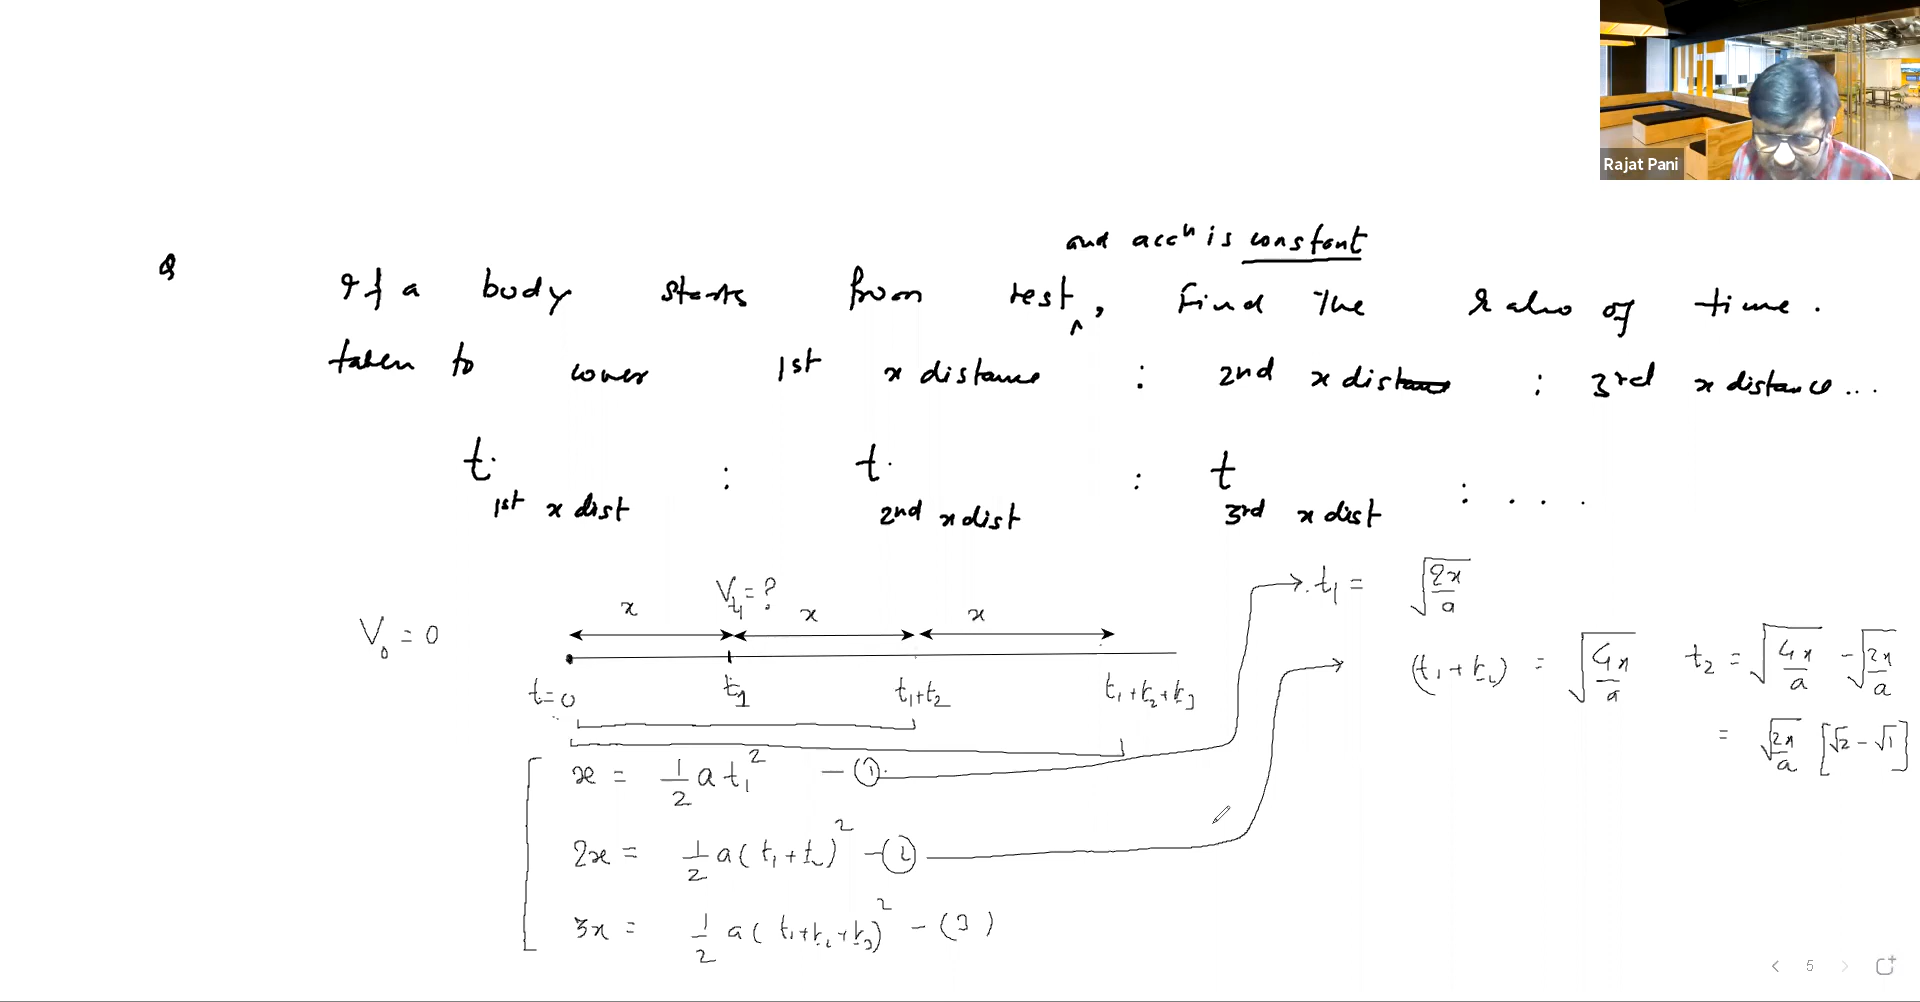 Rajat Pani
and accⁿ is constant
Q If a body starts from rest ^, Find the Ratio of time.
taken to cover 1st x distance : 2nd x distance : 3rd x distance...
t 1st x dist : t 2nd x dist : t 3rd x dist : ....
V₀ = 0
x V_t₁ = ? x x
t=0 t₁ t₁+t₂ t₁+t₂+t₃
t₁ = √(2x/a)
(t₁+t₂) = √(4x/a) t₂ = √(4x/a) - √(2x/a)
= √(2x/a) [√2 - √1]
x = 1/2 a t₁² - (1)
2x = 1/2 a (t₁+t₂)² - (2)
3x = 1/2 a (t₁+t₂+t₃)² - (3)
5